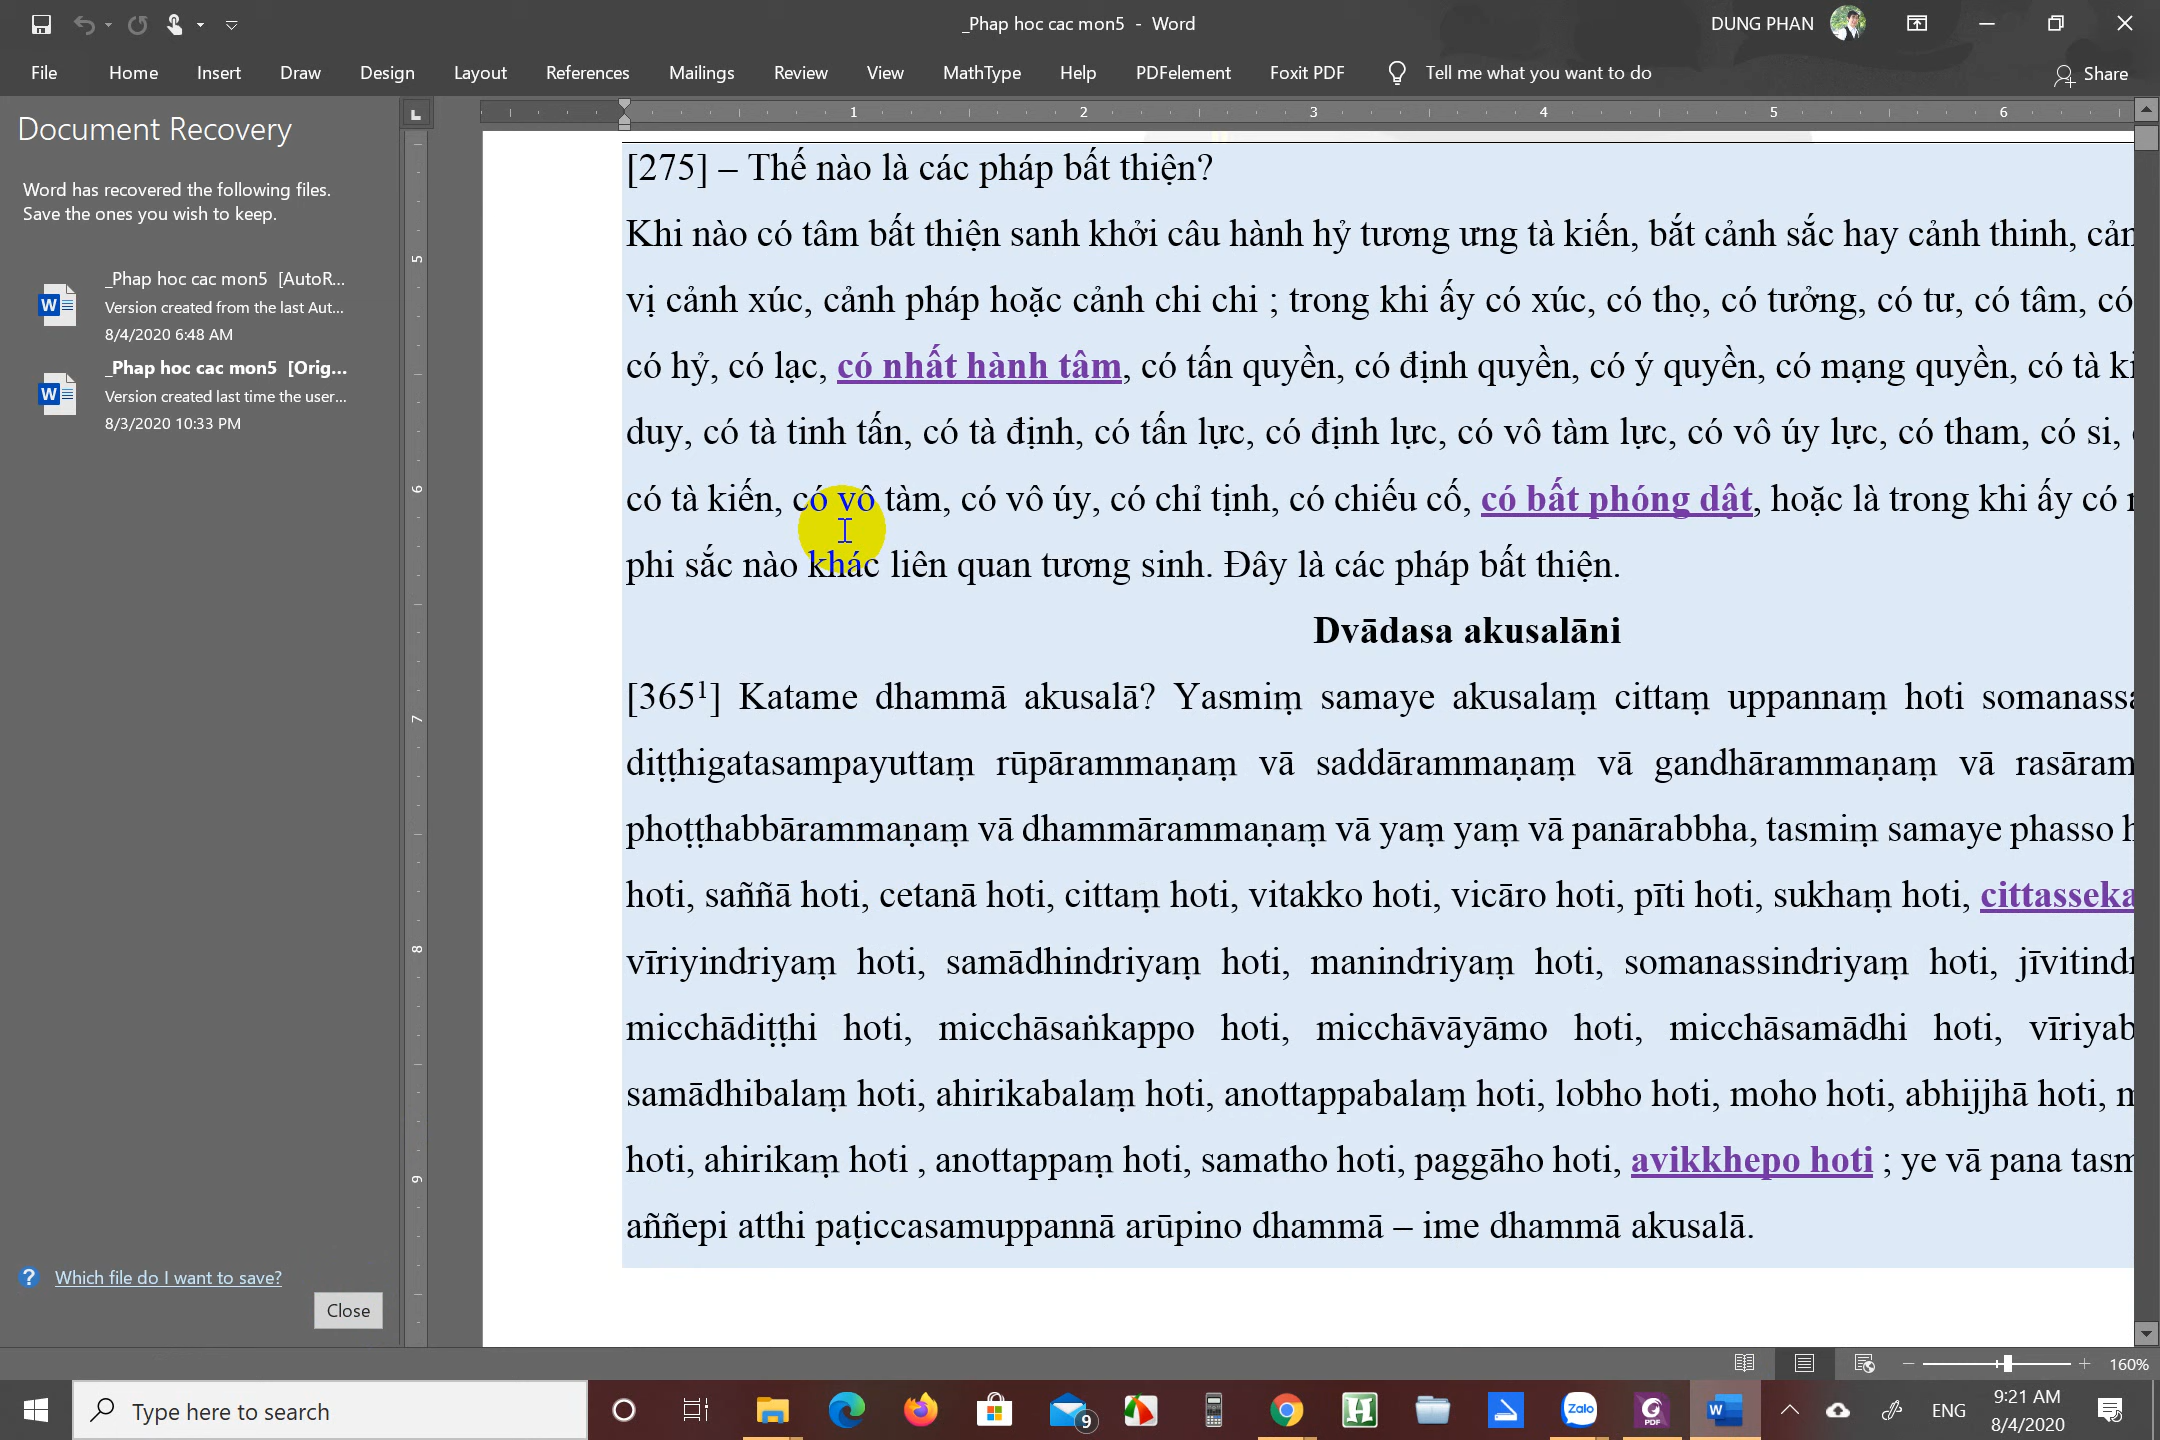 _Phap hoc cac mon5 - Word
DUNG PHAN
File Home Insert Draw Design Layout References Mailings Review View MathType Help PDFelement Foxit PDF Tell me what you want to do Share
Document Recovery
Word has recovered the following files.
Save the ones you wish to keep.
_Phap hoc cac mon5 [AutoR...
Version created from the last Aut...
8/4/2020 6:48 AM
_Phap hoc cac mon5 [Orig...
Version created last time the user...
8/3/2020 10:33 PM
Which file do I want to save?
Close
1 2 3 4 5 6
5
6
7
8
9
[275] – Thế nào là các pháp bất thiện?
Khi nào có tâm bất thiện sanh khởi câu hành hỷ tương ưng tà kiến, bắt cảnh sắc hay cảnh thinh, cản
vị cảnh xúc, cảnh pháp hoặc cảnh chi chi ; trong khi ấy có xúc, có thọ, có tưởng, có tư, có tâm, có
có hỷ, có lạc, có nhất hành tâm, có tấn quyền, có định quyền, có ý quyền, có mạng quyền, có tà ki
duy, có tà tinh tấn, có tà định, có tấn lực, có định lực, có vô tàm lực, có vô úy lực, có tham, có si,
có tà kiến, có vô tàm, có vô úy, có chỉ tịnh, có chiếu cố, có bất phóng dật, hoặc là trong khi ấy có
phi sắc nào khác liên quan tương sinh. Đây là các pháp bất thiện.
Dvādasa akusalāni
[365¹] Katame dhammā akusalā? Yasmiṃ samaye akusalaṃ cittaṃ uppannaṃ hoti somanassa
diṭṭhigatasampayuttaṃ rūpārammaṇaṃ vā saddārammaṇaṃ vā gandhārammaṇaṃ vā rasāram
phoṭṭhabbārammaṇaṃ vā dhammārammaṇaṃ vā yaṃ yaṃ vā panārabbha, tasmiṃ samaye phasso h
hoti, saññā hoti, cetanā hoti, cittaṃ hoti, vitakko hoti, vicāro hoti, pīti hoti, sukhaṃ hoti, cittasseka
vīriyindriyaṃ hoti, samādhindriyaṃ hoti, manindriyaṃ hoti, somanassindriyaṃ hoti, jīvitindr
micchādiṭṭhi hoti, micchāsaṅkappo hoti, micchāvāyāmo hoti, micchāsamādhi hoti, vīriyab
samādhibalaṃ hoti, ahirikabalaṃ hoti, anottappabalaṃ hoti, lobho hoti, moho hoti, abhijjhā hoti, m
hoti, ahirikaṃ hoti , anottappaṃ hoti, samatho hoti, paggāho hoti, avikkhepo hoti ; ye vā pana tasm
aññepi atthi paṭiccasamuppannā arūpino dhammā – ime dhammā akusalā.
160%
Type here to search
9
Zalo
PDF
ENG
9:21 AM
8/4/2020